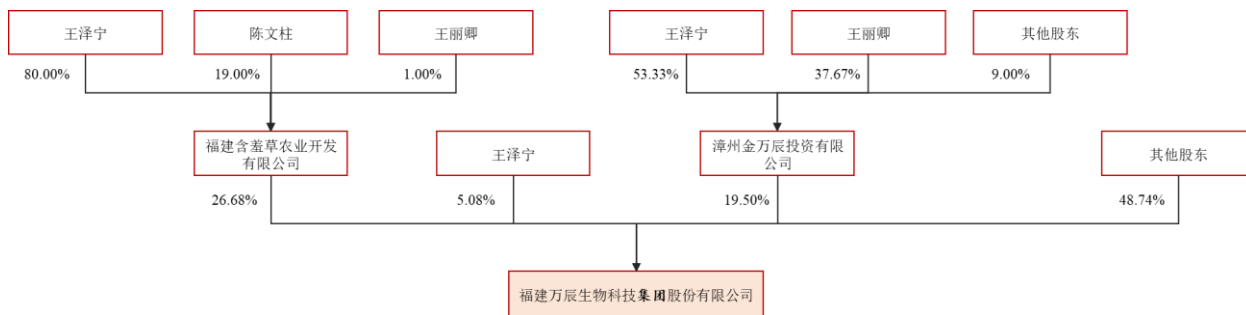 王泽宁
陈文柱
王丽卿
王泽宁
王丽卿
其他股东
80.00%
19.00%
1.00%
53.33%
37.67%
9.00%
福建含羞草农业开发
有限公司
王泽宁
漳州金万辰投资有限
公司
其他股东
26.68%
5.08%
19.50%
48.74%
福建万辰生物科技集团股份有限公司